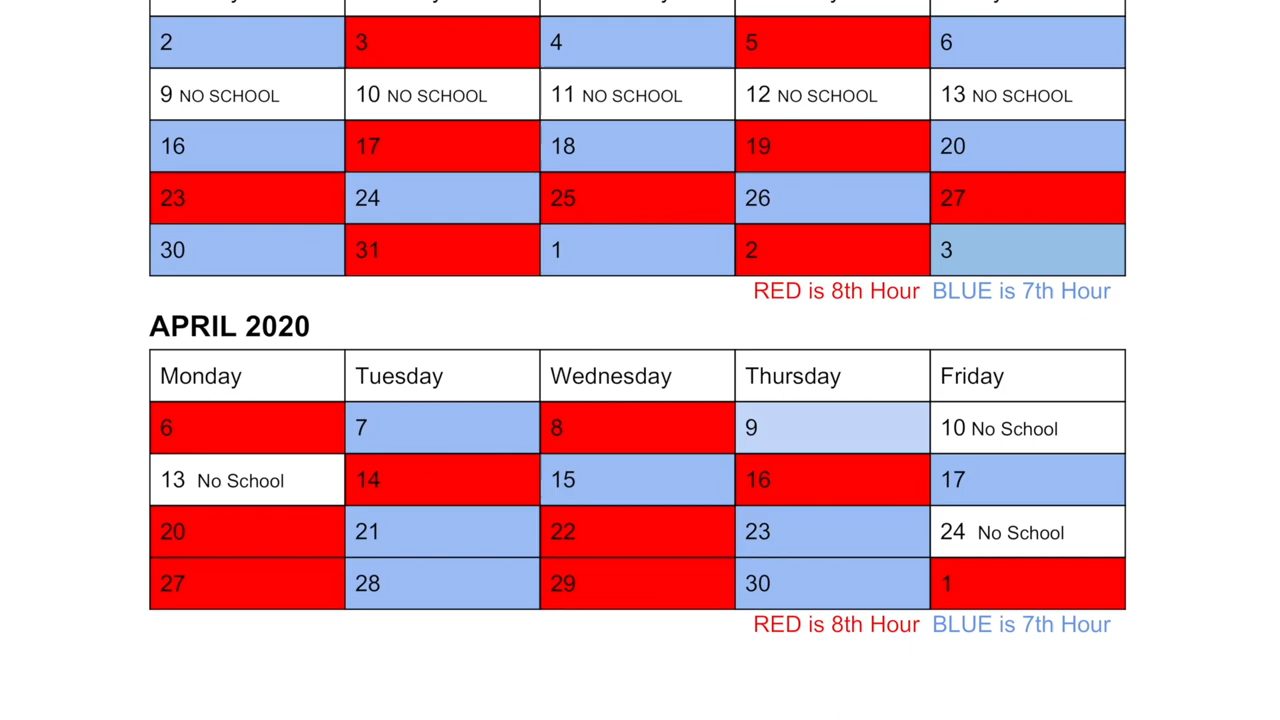 2 3 4 5 6
9 NO SCHOOL 10 NO SCHOOL 11 NO SCHOOL 12 NO SCHOOL 13 NO SCHOOL
16 17 18 19 20
23 24 25 26 27
30 31 1 2 3
RED is 8th Hour BLUE is 7th Hour
APRIL 2020
Monday Tuesday Wednesday Thursday Friday
6 7 8 9 10 No School
13 No School 14 15 16 17
20 21 22 23 24 No School
27 28 29 30 1
RED is 8th Hour BLUE is 7th Hour